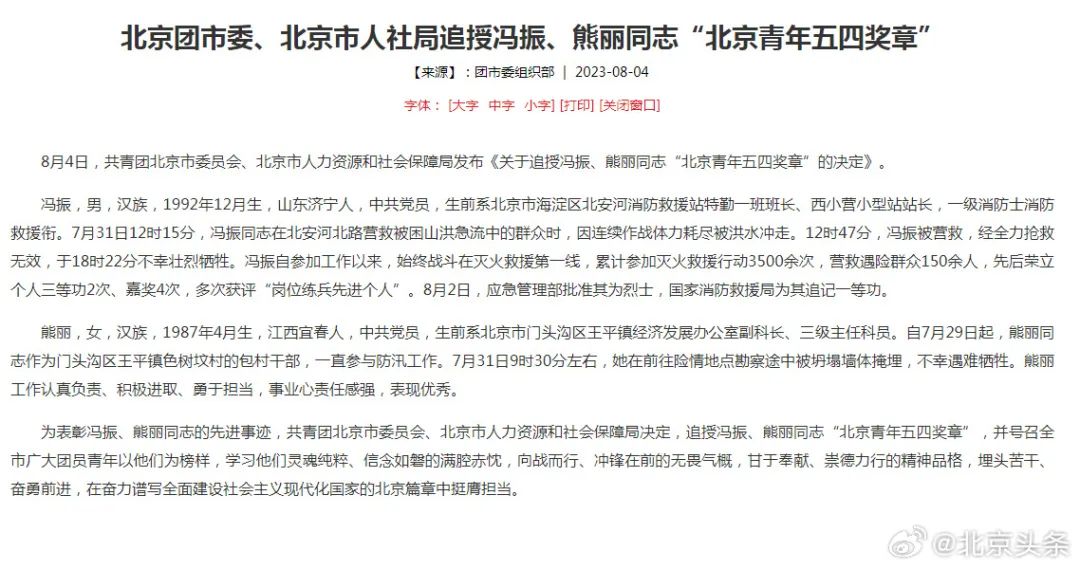 北京团市委、北京市人社局追授冯振、熊丽同志“北京青年五四奖章”
【来源】：团市委组织部 | 2023-08-04
字体： [大字 中字 小字] [打印] [关闭窗口]
8月4日，共青团北京市委员会、北京市人力资源和社会保障局发布《关于追授冯振、熊丽同志“北京青年五四奖章”的决定》。
冯振，男，汉族，1992年12月生，山东济宁人，中共党员，生前系北京市海淀区北安河消防救援站特勤一班班长、西小营小型站站长，一级消防士消防
救援衔。7月31日12时15分，冯振同志在北安河北路营救被困山洪急流中的群众时，因连续作战体力耗尽被洪水冲走。12时47分，冯振被营救，经全力抢救
无效，于18时22分不幸壮烈牺牲。冯振自参加工作以来，始终战斗在灭火救援第一线，累计参加灭火救援行动3500余次，营救遇险群众150余人，先后荣立
个人三等功2次、嘉奖4次，多次获评“岗位练兵先进个人”。8月2日，应急管理部批准其为烈士，国家消防救援局为其追记一等功。
熊丽，女，汉族，1987年4月生，江西宜春人，中共党员，生前系北京市门头沟区王平镇经济发展办公室副科长、三级主任科员。自7月29日起，熊丽同
志作为门头沟区王平镇色树坟村的包村干部，一直参与防汛工作。7月31日9时30分左右，她在前往险情地点勘察途中被坍塌墙体掩埋，不幸遇难牺牲。熊丽
工作认真负责、积极进取、勇于担当，事业心责任感强，表现优秀。
为表彰冯振、熊丽同志的先进事迹，共青团北京市委员会、北京市人力资源和社会保障局决定，追授冯振、熊丽同志“北京青年五四奖章”，并号召全
市广大团员青年以他们为榜样，学习他们灵魂纯粹、信念如磐的满腔赤忱，向战而行、冲锋在前的无畏气概，甘于奉献、崇德力行的精神品格，埋头苦干、
奋勇前进，在奋力谱写全面建设社会主义现代化国家的北京篇章中挺膺担当。
@北京头条